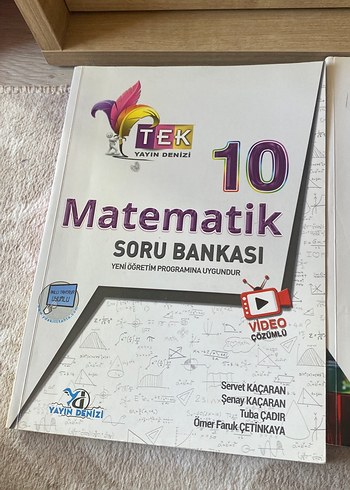 TEK
YAYIN DENİZİ
10
Matematik
SORU BANKASI
YENİ ÖĞRETİM PROGRAMINA UYGUNDUR
VİDEO
ÇÖZÜMLÜ
Servet KAÇARAN
Şenay KAÇARAN
Tuba ÇADIR
Ömer Faruk ÇETİNKAYA
YAYIN DENİZİ